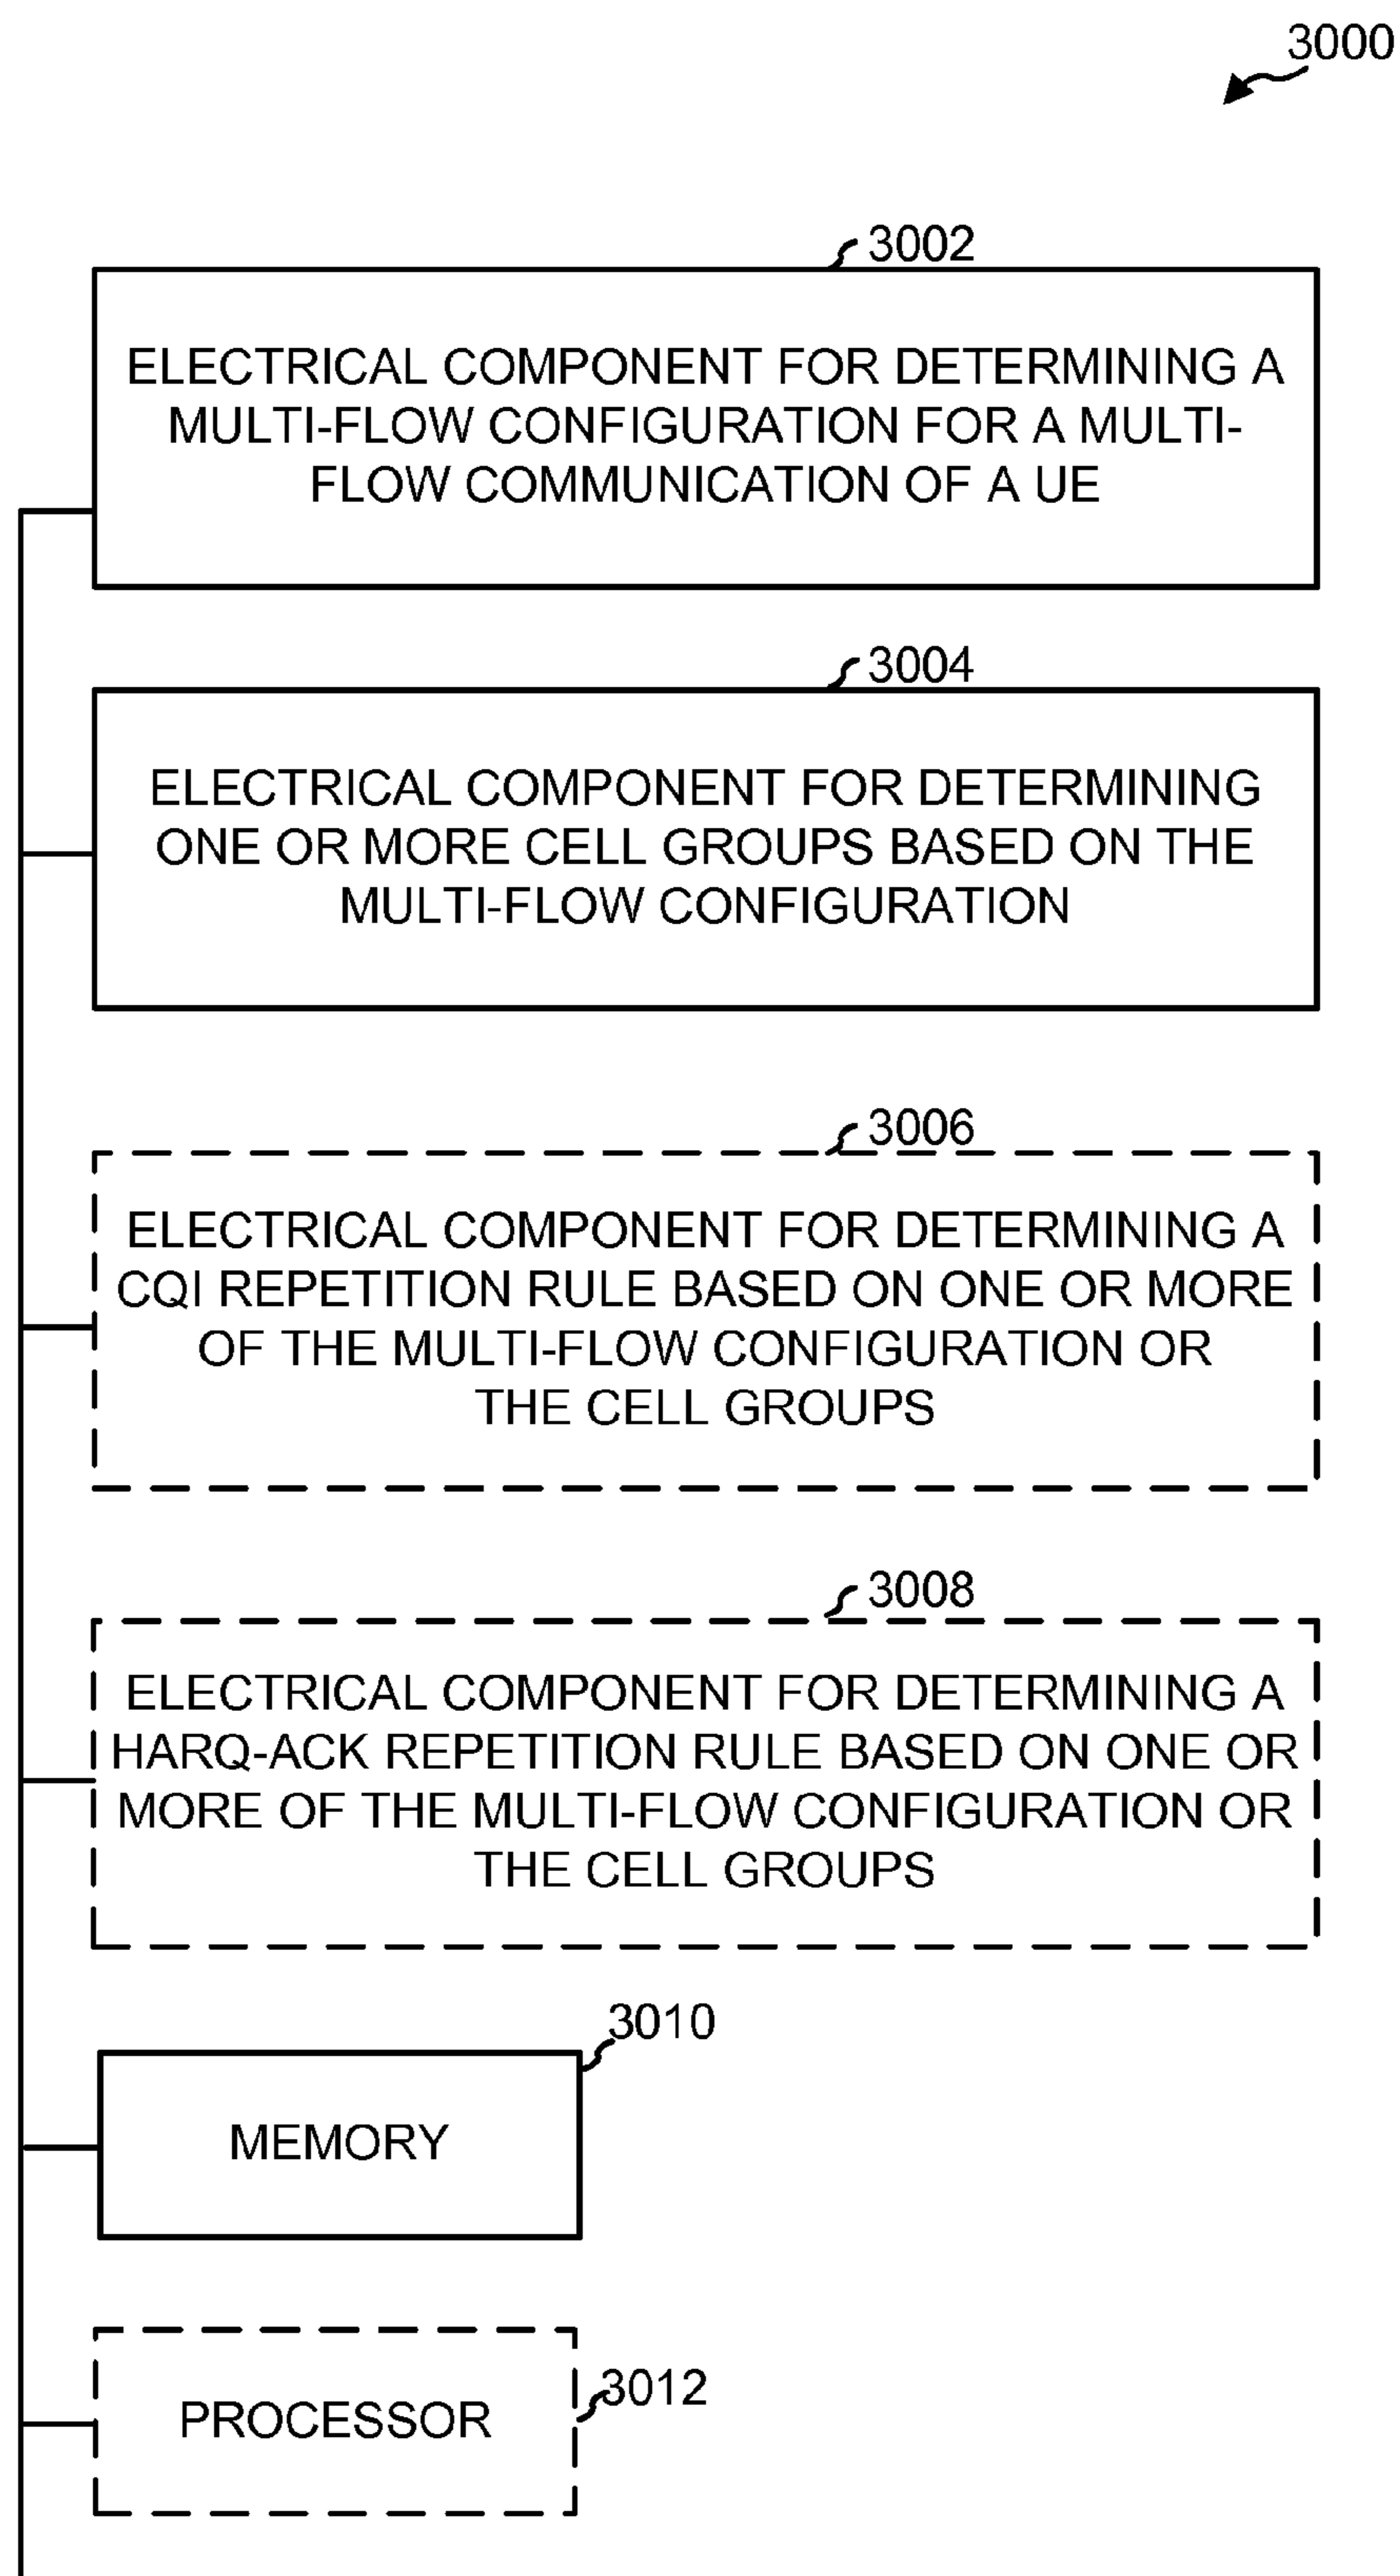 3000
3002
ELECTRICAL COMPONENT FOR DETERMINING A
MULTI-FLOW CONFIGURATION FOR A MULTI-
FLOW COMMUNICATION OF A UE
3004
ELECTRICAL COMPONENT FOR DETERMINING
ONE OR MORE CELL GROUPS BASED ON THE
MULTI-FLOW CONFIGURATION
3006
ELECTRICAL COMPONENT FOR DETERMINING A
CQI REPETITION RULE BASED ON ONE OR MORE
OF THE MULTI-FLOW CONFIGURATION OR
THE CELL GROUPS
3008
ELECTRICAL COMPONENT FOR DETERMINING A
HARQ-ACK REPETITION RULE BASED ON ONE OR
MORE OF THE MULTI-FLOW CONFIGURATION OR
THE CELL GROUPS
3010
MEMORY
3012
PROCESSOR